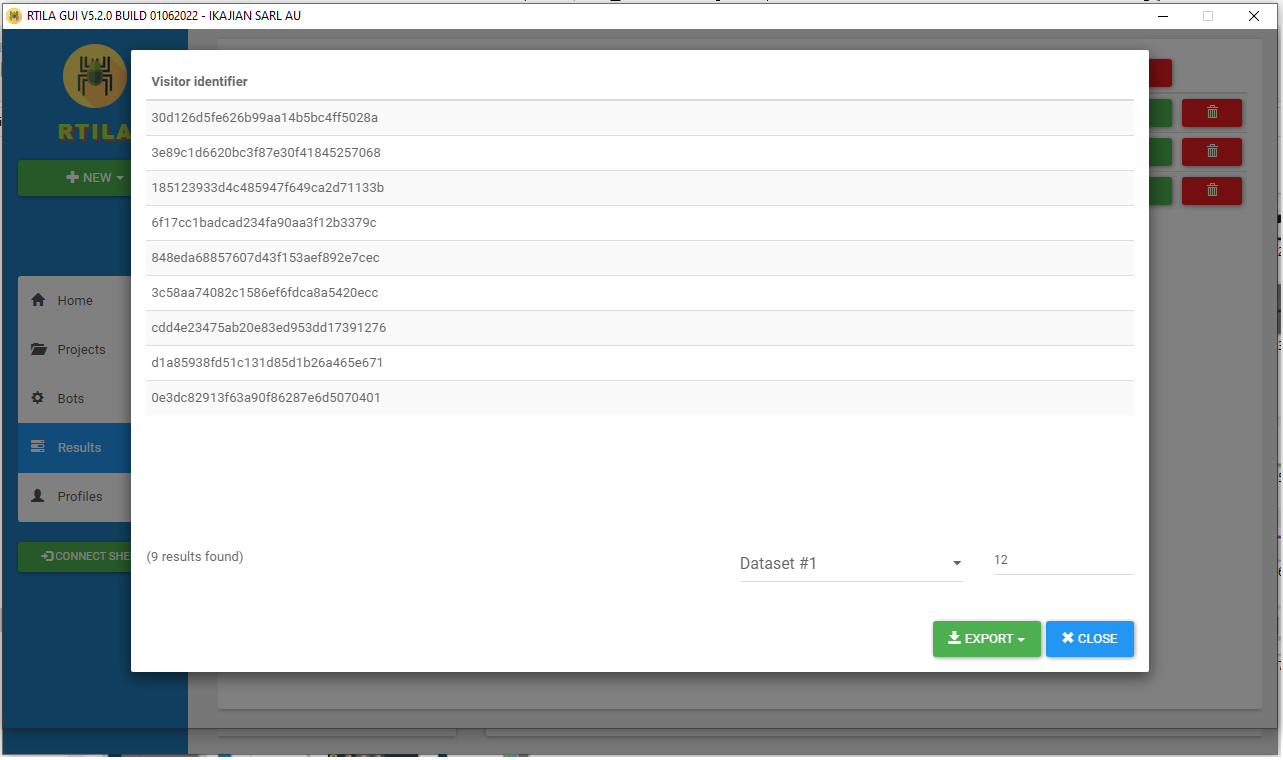 RTILA GUI V5.2.0 BUILD 01062022 - IKAJIAN SARL AU
RTILA
NEW
Home
Projects
Bots
Results
Profiles
CONNECT SHE
Visitor identifier
30d126d5fe626b99aa14b5bc4ff5028a
3e89c1d6620bc3f87e30f41845257068
185123933d4c485947f649ca2d71133b
6f17cc1badcad234fa90aa3f12b3379c
848eda68857607d43f153aef892e7cec
3c58aa74082c1586ef6fdca8a5420ecc
cdd4e23475ab20e83ed953dd17391276
d1a85938fd51c131d85d1b26a465e671
0e3dc82913f63a90f86287e6d5070401
(9 results found)
Dataset #1
12
EXPORT
CLOSE